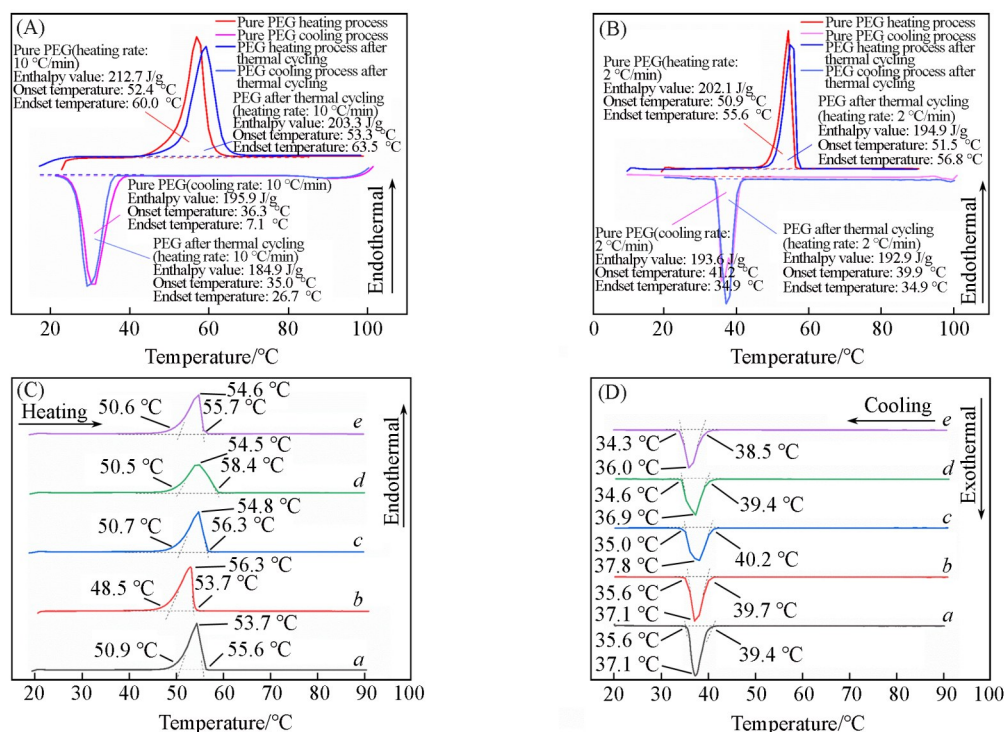 (A)
Pure PEG heating process
Pure PEG cooling process
PEG heating process after
thermal cycling
PEG cooling process after
thermal cycling
Pure PEG(heating rate:
10 °C/min)
Enthalpy value: 212.7 J/g
Onset temperature: 52.4 °C
Endset temperature: 60.0 °C
PEG after thermal cycling
(heating rate: 10 °C/min)
Enthalpy value: 203.3 J/g
Onset temperature: 53.3 °C
Endset temperature: 63.5 °C
Pure PEG(cooling rate: 10 °C/min)
Enthalpy value: 195.9 J/g
Onset temperature: 36.3 °C
Endset temperature: 7.1 °C
PEG after thermal cycling
(heating rate: 10 °C/min)
Enthalpy value: 184.9 J/g
Onset temperature: 35.0 °C
Endset temperature: 26.7 °C
Endothermal
20 40 60 80 100
Temperature/°C
(B)
Pure PEG heating process
Pure PEG cooling process
PEG heating process after
thermal cycling
PEG cooling process after
thermal cycling
Pure PEG(heating rate:
2 °C/min)
Enthalpy value: 202.1 J/g
Onset temperature: 50.9 °C
Endset temperature: 55.6 °C
PEG after thermal cycling
(heating rate: 2 °C/min)
Enthalpy value: 194.9 J/g
Onset temperature: 51.5 °C
Endset temperature: 56.8 °C
Pure PEG(cooling rate:
2 °C/min)
Enthalpy value: 193.6 J/g
Onset temperature: 41.2 °C
Endset temperature: 34.9 °C
PEG after thermal cycling
(heating rate: 2 °C/min)
Enthalpy value: 192.9 J/g
Onset temperature: 39.9 °C
Endset temperature: 34.9 °C
Endothermal
0 20 40 60 80 100
Temperature/°C
(C)
Heating
54.6 °C
50.6 °C 55.7 °C
e
54.5 °C
50.5 °C 58.4 °C
d
54.8 °C
50.7 °C 56.3 °C
c
56.3 °C
48.5 °C 53.7 °C
b
53.7 °C
50.9 °C 55.6 °C
a
Endothermal
20 30 40 50 60 70 80 90 100
Temperature/°C
(D)
Cooling
e
34.3 °C 38.5 °C
36.0 °C
d
34.6 °C 39.4 °C
36.9 °C
c
35.0 °C 40.2 °C
37.8 °C
b
35.6 °C 39.7 °C
37.1 °C
a
35.6 °C 39.4 °C
37.1 °C
Exothermal
20 30 40 50 60 70 80 90 100
Temperature/°C